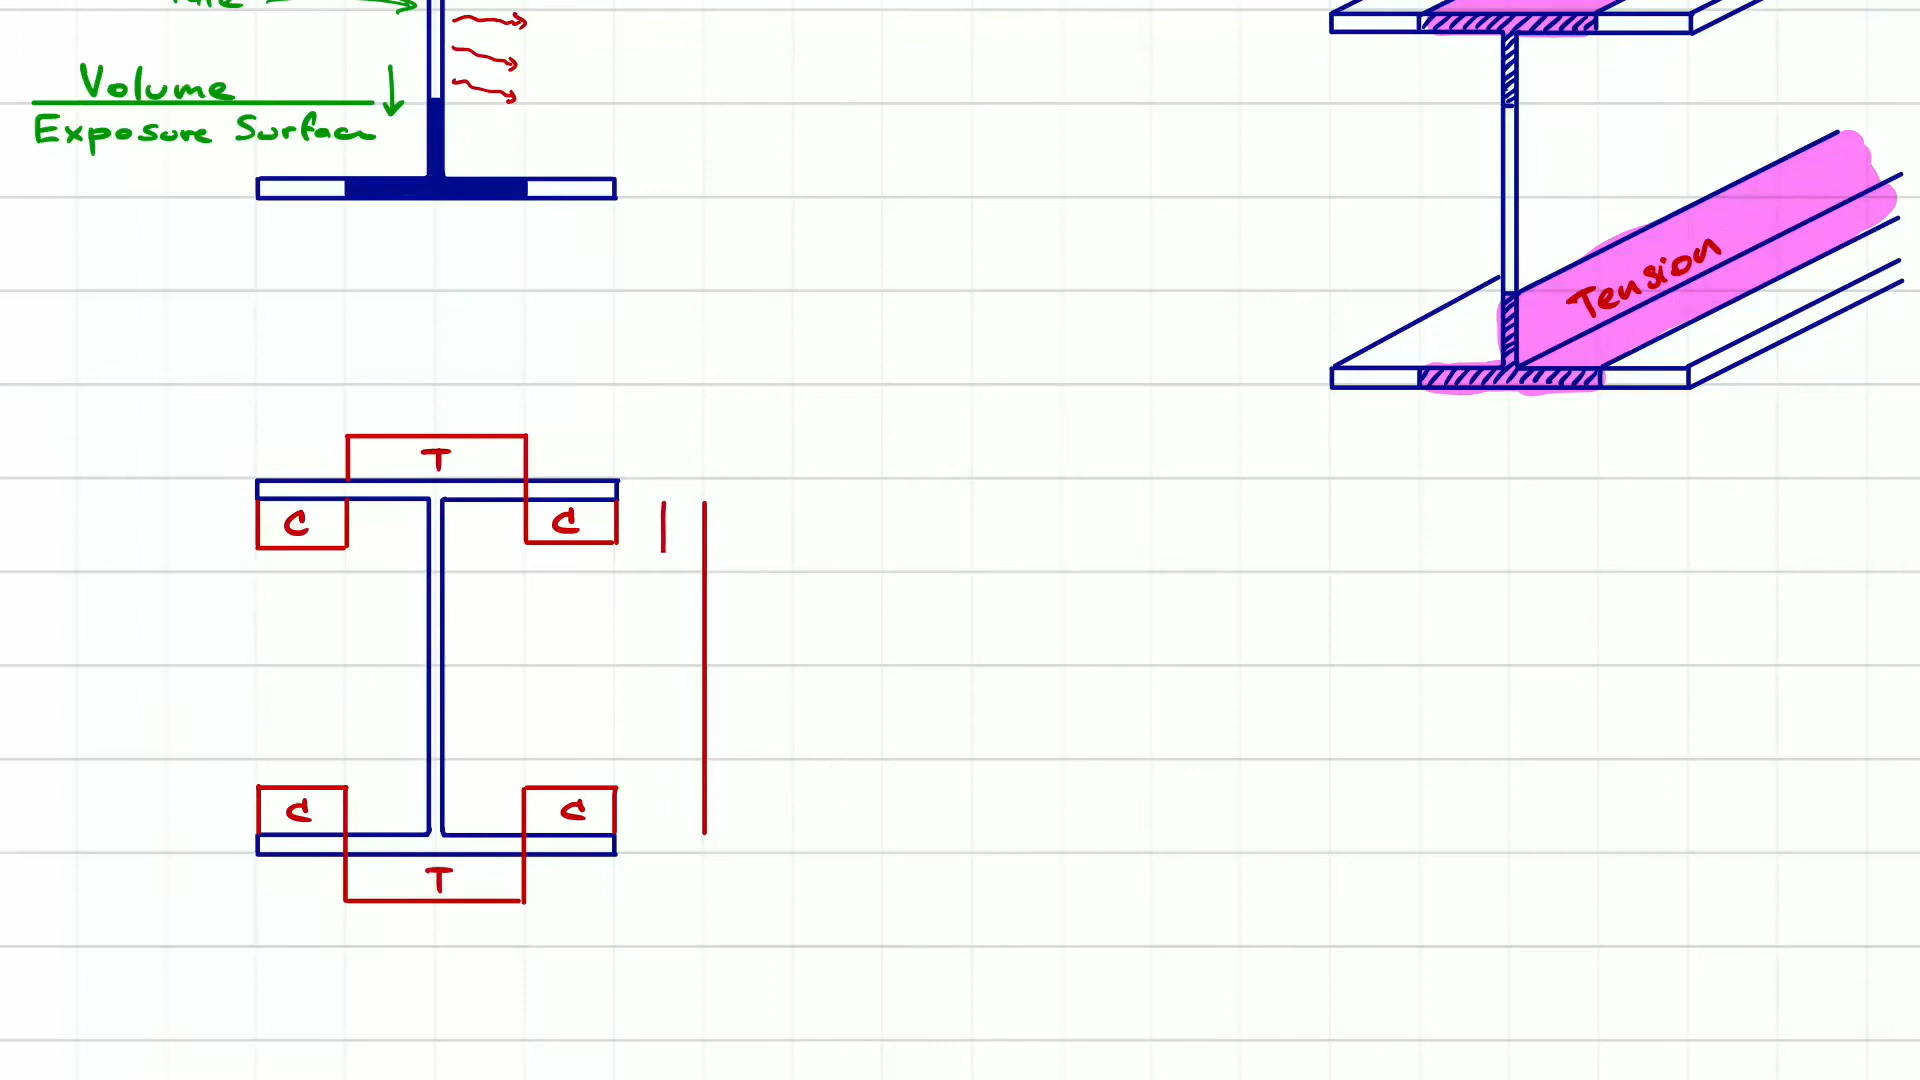 Volume
Exposure Surface
Tension
T
C C
C C
T